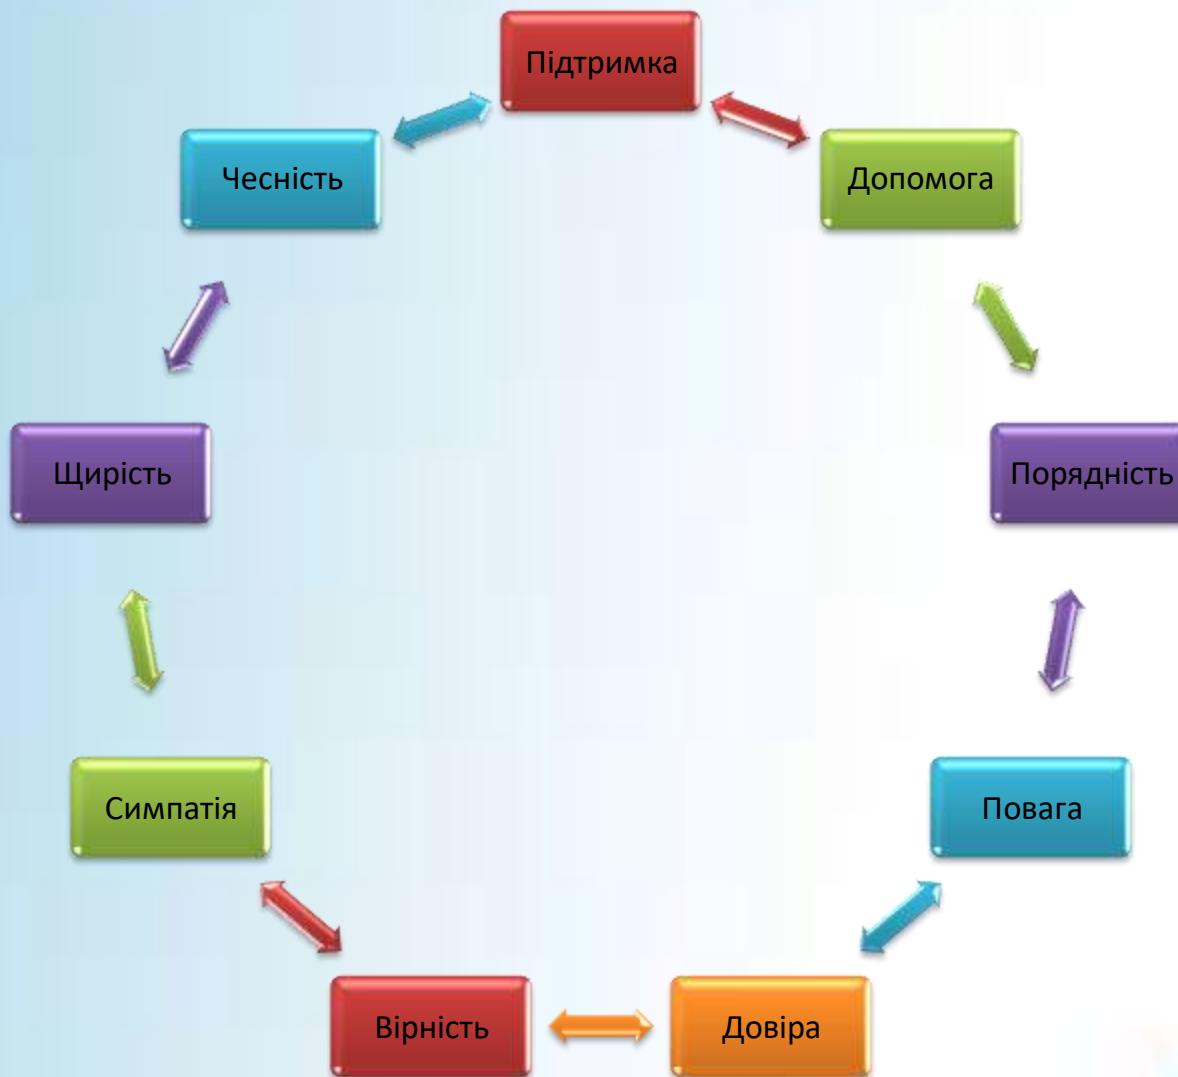 Підтримка
Допомога
Порядність
Повага
Довіра
Вірність
Симпатія
Щирість
Чесність